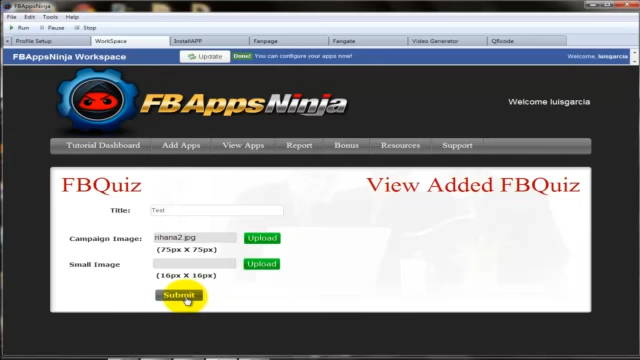 FBAppsNinja
File Edit Tools Help
Run Pause Stop
Profile Setup WorkSpace InstallAPP Fanpage Fangate Video Generator QRcode
FBAppsNinja Workspace Update Done! You can configure your apps now! Welcome, luisgarcia
FBAppsNinja
Welcome luisgarcia
Tutorial Dashboard Add Apps View Apps Report Bonus Resources Support
FBQuiz View Added FBQuiz
Title: Test
Campaign Image: nhana2.jpg Upload
(75px X 75px)
Small Image Upload
(16px X 16px)
Submit